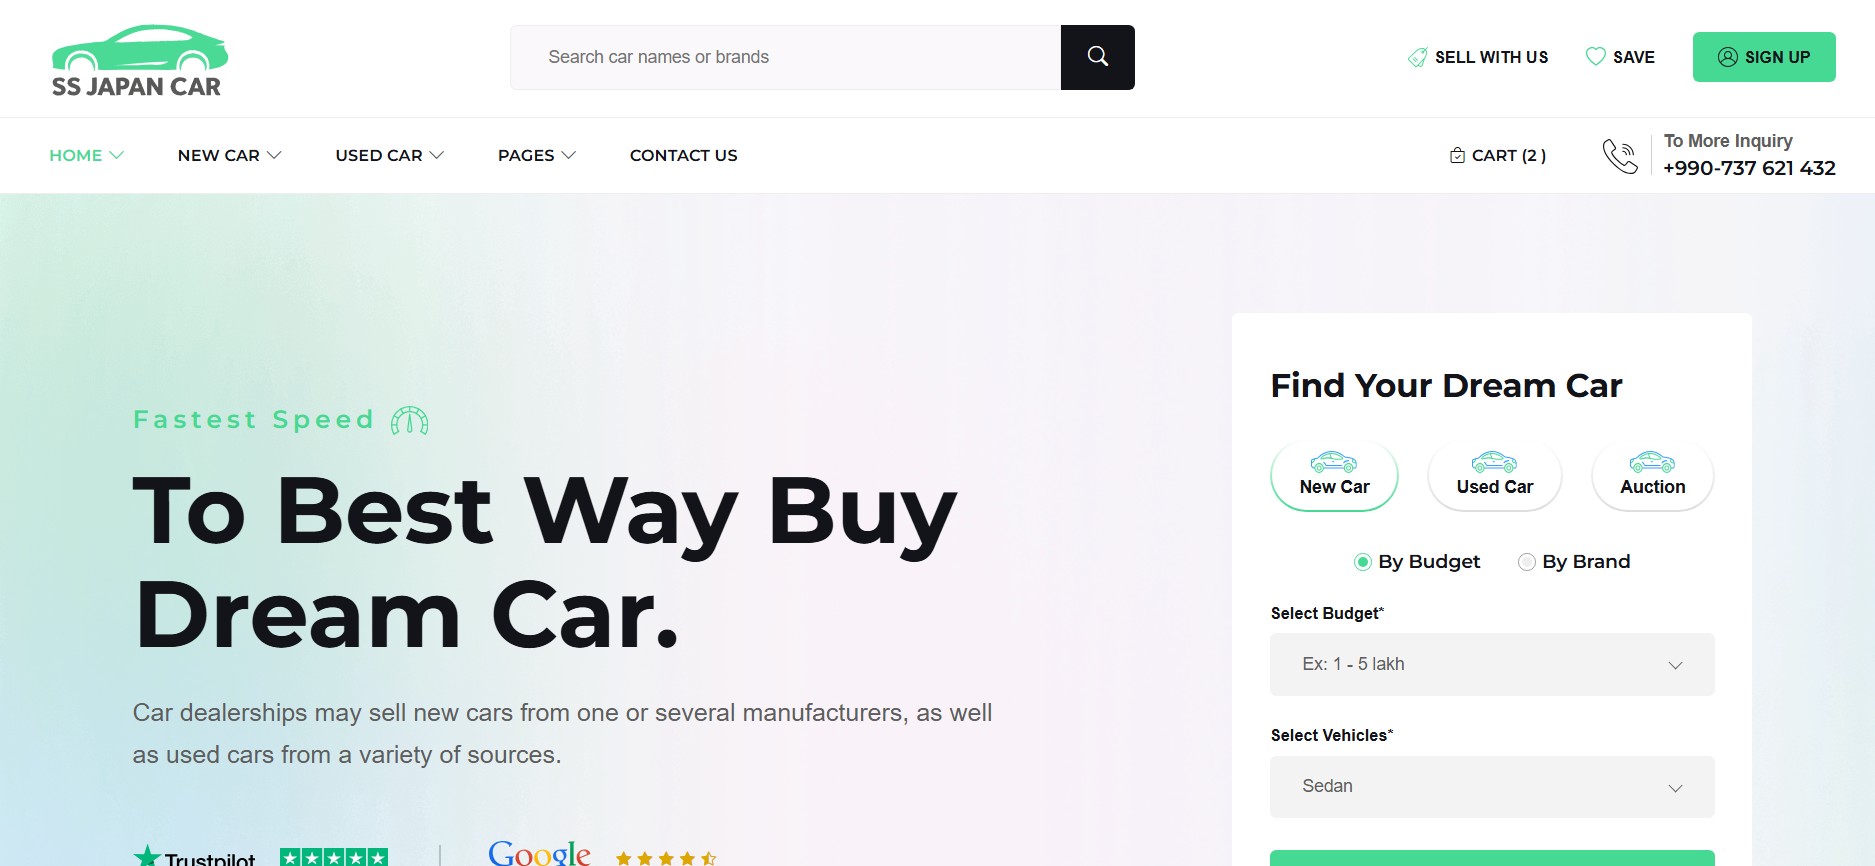 SS JAPAN CAR
Search car names or brands
SELL WITH US
SAVE
SIGN UP
HOME
NEW CAR
USED CAR
PAGES
CONTACT US
CART (2 )
To More Inquiry
+990-737 621 432
Fastest Speed
To Best Way Buy
Dream Car.
Car dealerships may sell new cars from one or several manufacturers, as well
as used cars from a variety of sources.
Trustpilot
Google
Find Your Dream Car
New Car
Used Car
Auction
By Budget
By Brand
Select Budget*
Ex: 1 - 5 lakh
Select Vehicles*
Sedan